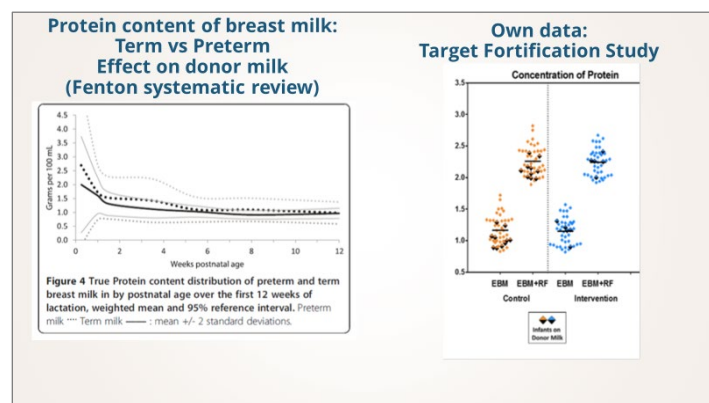 Protein content of breast milk:
Term vs Preterm
Effect on donor milk
(Fenton systematic review)
4.5
4.0
3.5
3.0
2.5
2.0
1.5
1.0
0.5
0.0
Grams per 100 mL
0 2 4 6 8 10 12
Weeks postnatal age
Figure 4 True Protein content distribution of preterm and term
breast milk in by postnatal age over the first 12 weeks of
lactation, weighted mean and 95% reference interval. Preterm
milk ···· Term milk —— : mean +/- 2 standard deviations.
Own data:
Target Fortification Study
Concentration of Protein
3.5
3.0
2.5
2.0
1.5
1.0
0.5
EBM EBM+RF EBM EBM+RF
Control Intervention
Infants on
Donor Milk